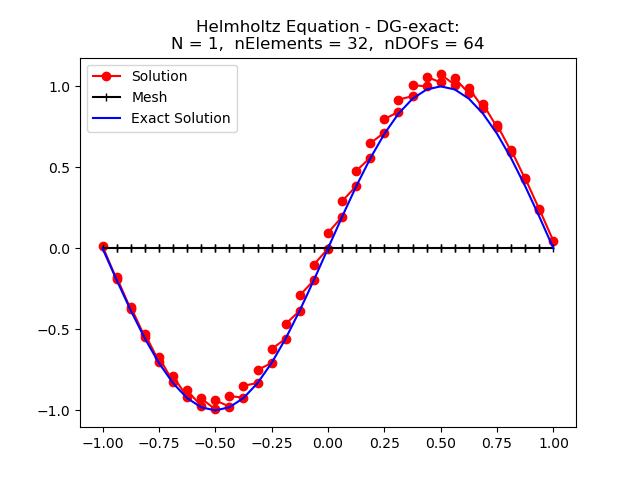 Helmholtz Equation - DG-exact:
N = 1, nElements = 32, nDOFs = 64
Solution
Mesh
Exact Solution
1.0
0.5
0.0
−0.5
−1.0
−1.00 −0.75 −0.50 −0.25 0.00 0.25 0.50 0.75 1.00